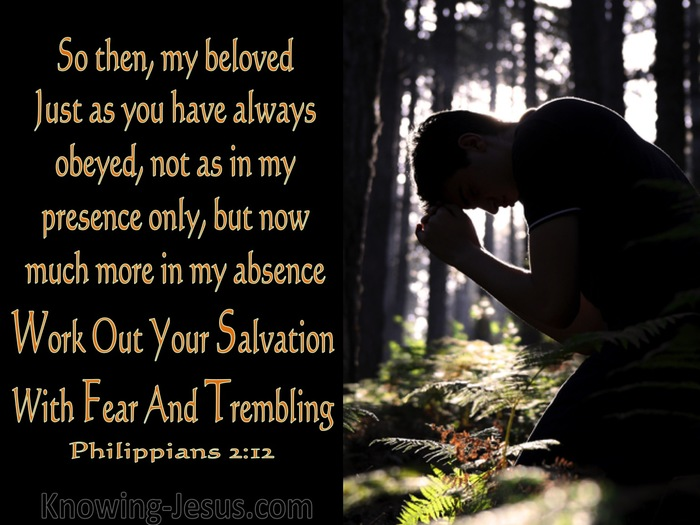 So then, my beloved
Just as you have always
obeyed, not as in my
presence only, but now
much more in my absence
Work Out Your Salvation
With Fear And Trembling
Philippians 2:12
Knowing-Jesus.com